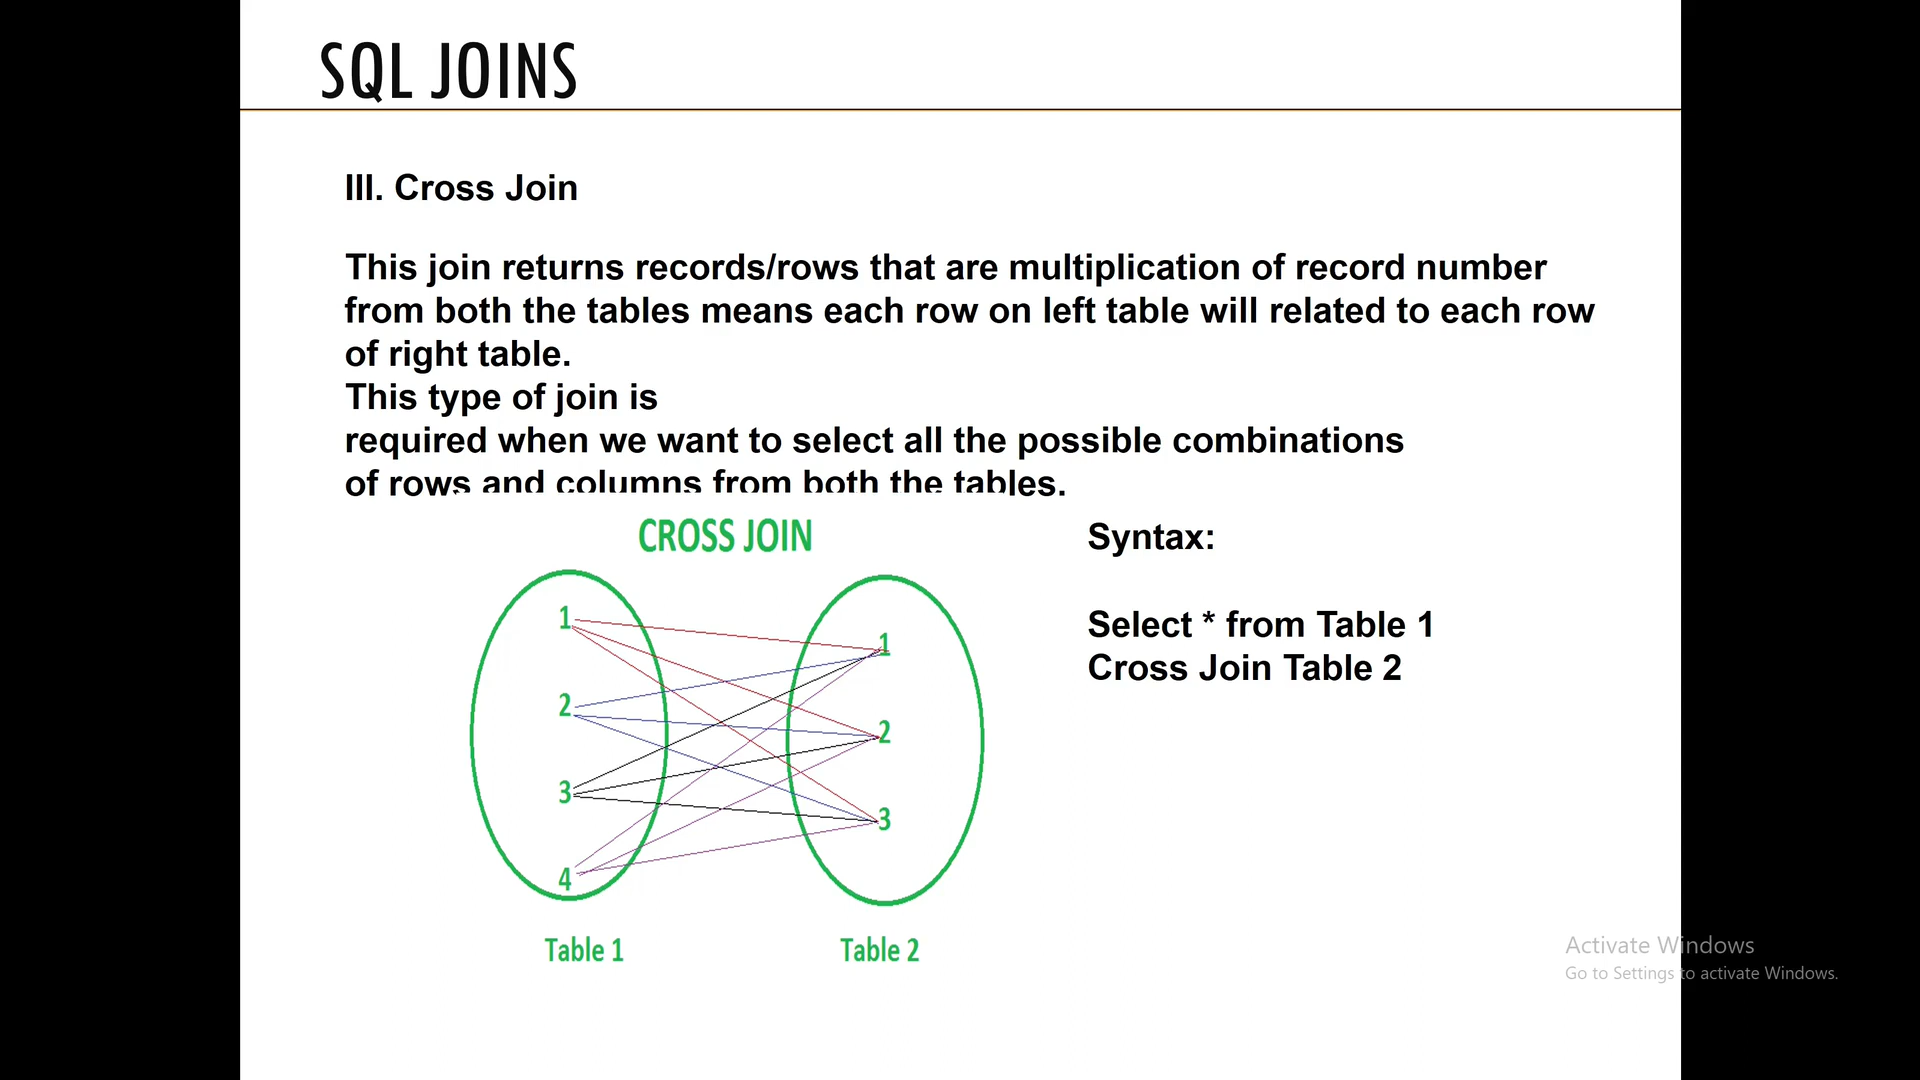 SQL JOINS
III. Cross Join
This join returns records/rows that are multiplication of record number
from both the tables means each row on left table will related to each row
of right table.
This type of join is
required when we want to select all the possible combinations
of rows and columns from both the tables.
CROSS JOIN
1
2
3
4
1
2
3
Table 1
Table 2
Syntax:
Select * from Table 1
Cross Join Table 2
Activate Windows
Go to Settings to activate Windows.